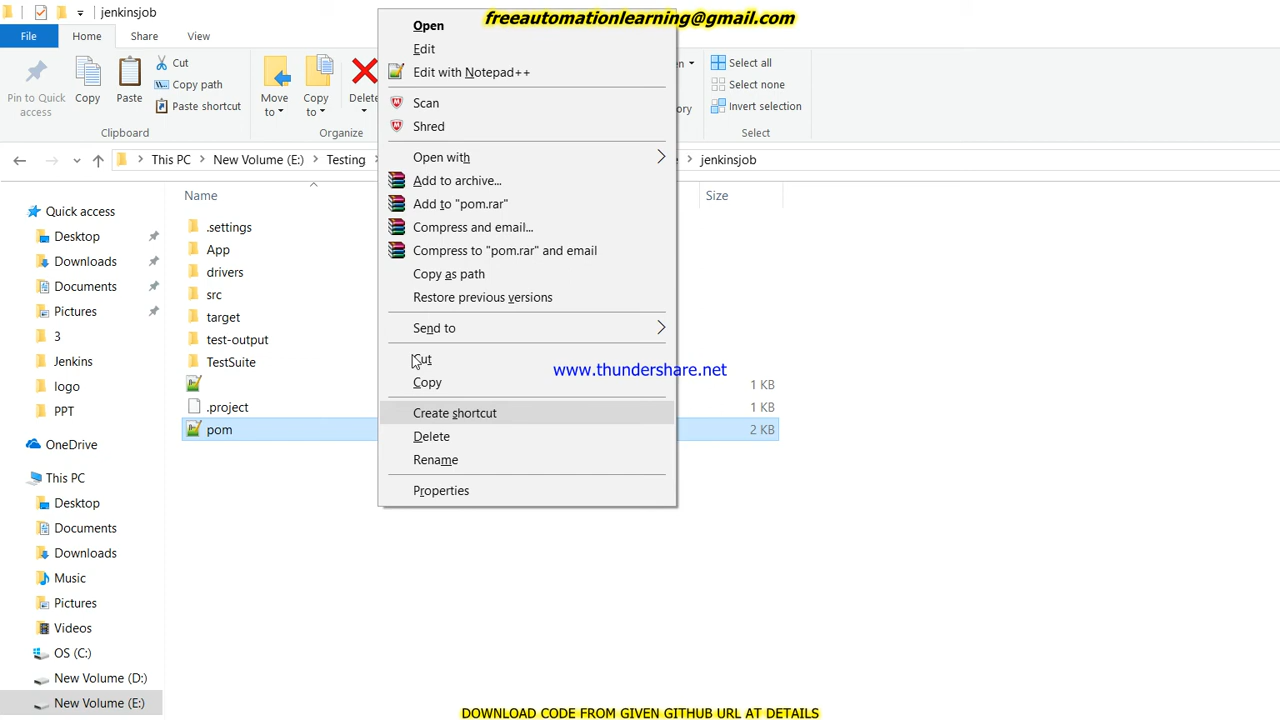 jenkinsjob
freeautomationlearning@gmail.com
File
Home
Share
View
Pin to Quick access
Copy
Paste
Cut
Copy path
Paste shortcut
Clipboard
Move to
Copy to
Delete
Organize
Select all
Select none
Invert selection
Select
This PC
New Volume (E:)
Testing
jenkinsjob
Name
Size
Quick access
Desktop
Downloads
Documents
Pictures
3
Jenkins
logo
PPT
OneDrive
This PC
Desktop
Documents
Downloads
Music
Pictures
Videos
OS (C:)
New Volume (D:)
New Volume (E:)
.settings
App
drivers
src
target
test-output
TestSuite
1 KB
.project
1 KB
pom
2 KB
Open
Edit
Edit with Notepad++
Scan
Shred
Open with
Add to archive...
Add to "pom.rar"
Compress and email...
Compress to "pom.rar" and email
Copy as path
Restore previous versions
Send to
Cut
Copy
Create shortcut
Delete
Rename
Properties
www.thundershare.net
DOWNLOAD CODE FROM GIVEN GITHUB URL AT DETAILS